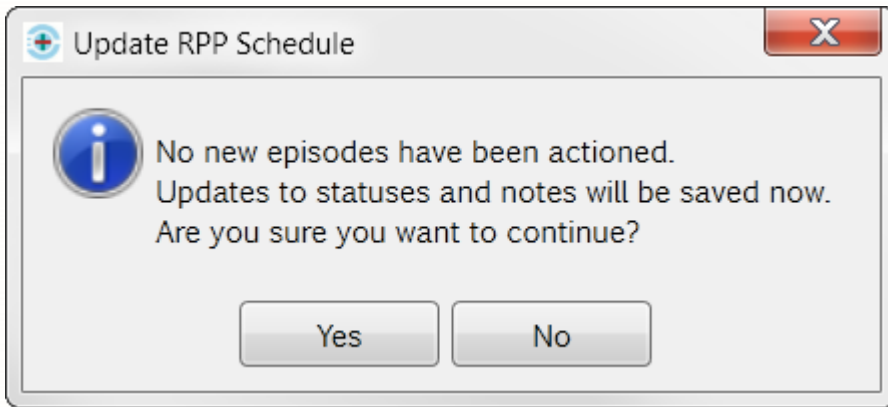 Update RPP Schedule
No new episodes have been actioned.
Updates to statuses and notes will be saved now.
Are you sure you want to continue?
Yes
No